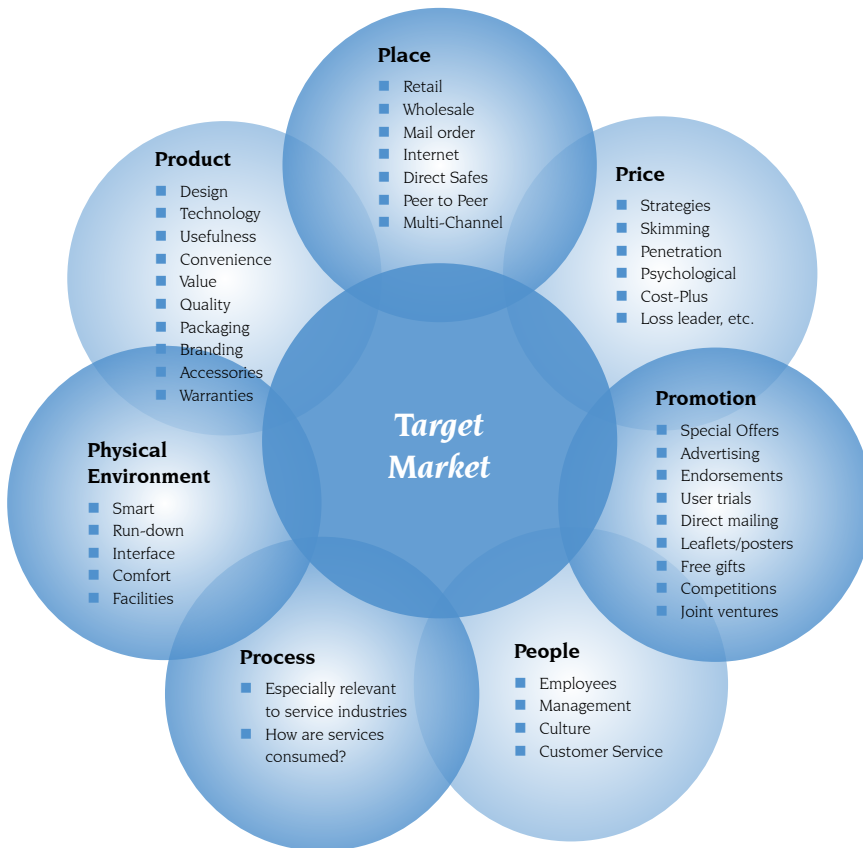 Place
Retail
Wholesale
Mail order
Internet
Direct Safes
Peer to Peer
Multi-Channel
Price
Strategies
Skimming
Penetration
Psychological
Cost-Plus
Loss leader, etc.
Promotion
Special Offers
Advertising
Endorsements
User trials
Direct mailing
Leaflets/posters
Free gifts
Competitions
Joint ventures
People
Employees
Management
Culture
Customer Service
Process
Especially relevant
to service industries
How are services
consumed?
Physical
Environment
Smart
Run-down
Interface
Comfort
Facilities
Product
Design
Technology
Usefulness
Convenience
Value
Quality
Packaging
Branding
Accessories
Warranties
Target
Market